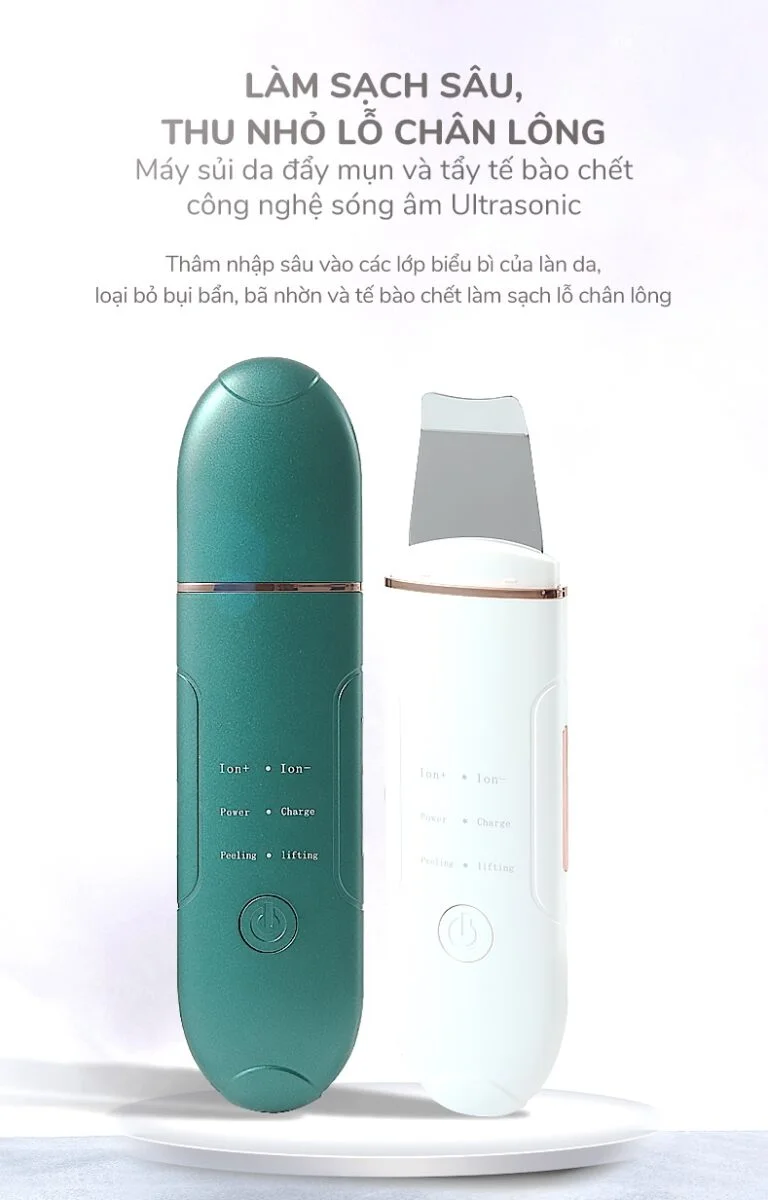 LÀM SẠCH SÂU,
THU NHỎ LỖ CHÂN LÔNG
Máy sủi da đẩy mụn và tẩy tế bào chết
công nghệ sóng âm Ultrasonic
Thâm nhập sâu vào các lớp biểu bì của làn da,
loại bỏ bụi bẩn, bã nhờn và tế bào chết làm sạch lỗ chân lông
Ion+ • Ion−
Power • Charge
Peeling • lifting
Ion+ • Ion−
Power • Charge
Peeling • lifting